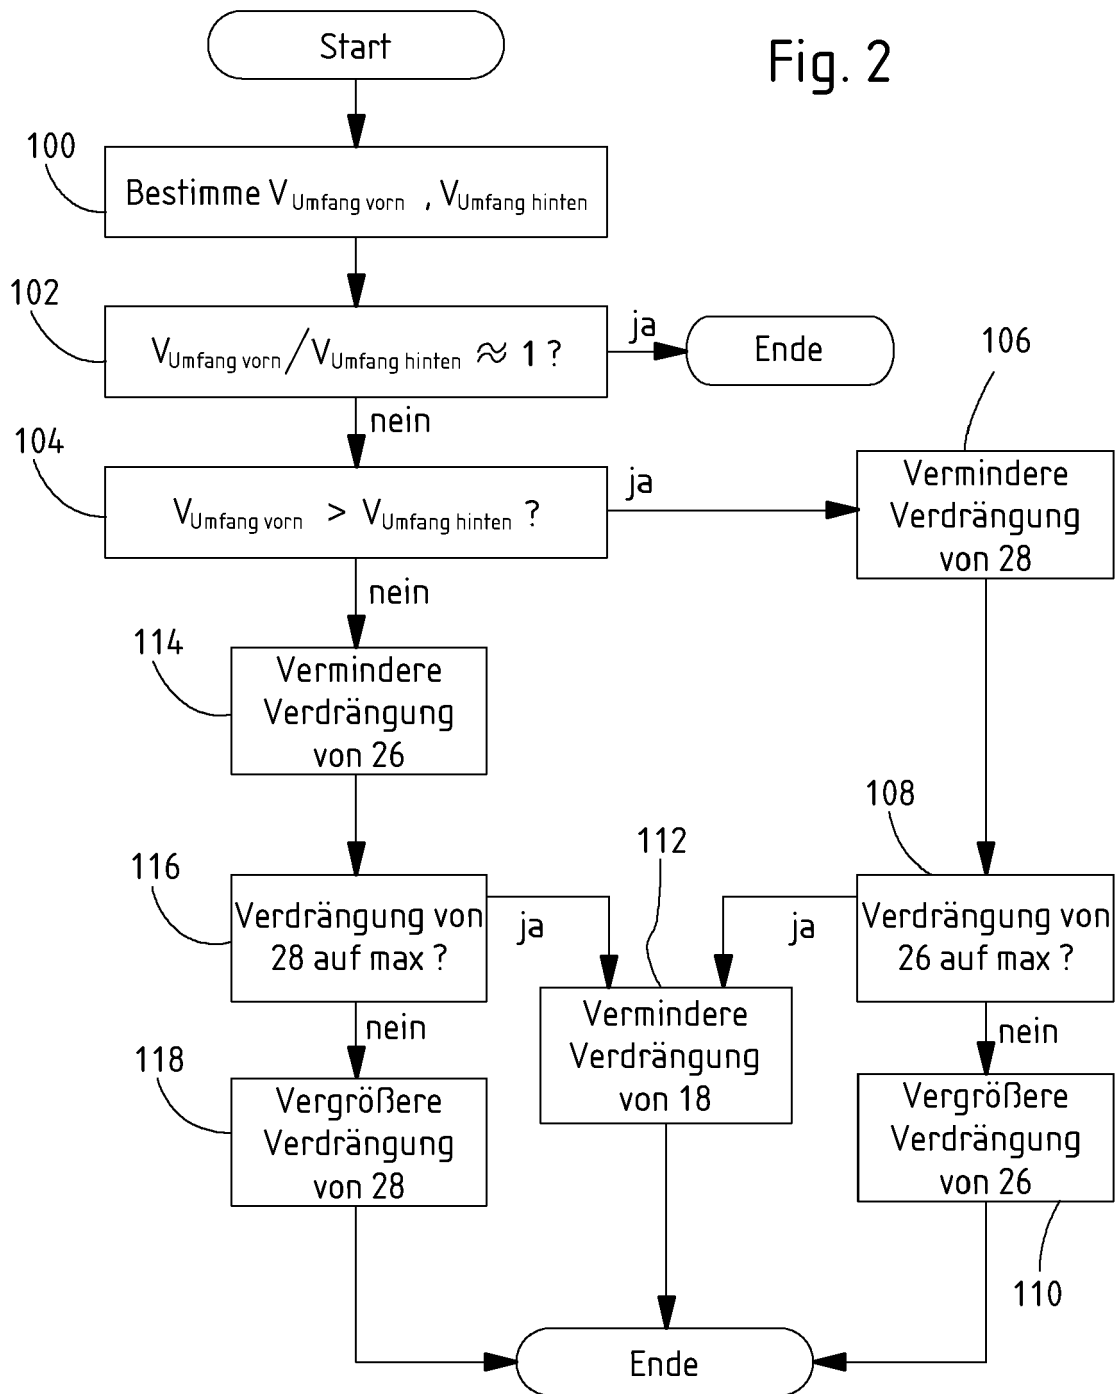 Start
Fig. 2
100
Bestimme V Umfang vorn , V Umfang hinten
102
V Umfang vorn / V Umfang hinten ≈ 1 ?
ja
Ende
nein
106
104
V Umfang vorn > V Umfang hinten ?
ja
Vermindere
Verdrängung
von 28
nein
114
Vermindere
Verdrängung
von 26
108
112
116
Verdrängung von
28 auf max ?
ja
ja
Verdrängung von
26 auf max ?
nein
Vermindere
Verdrängung
von 18
nein
118
Vergrößere
Verdrängung
von 28
Vergrößere
Verdrängung
von 26
110
Ende